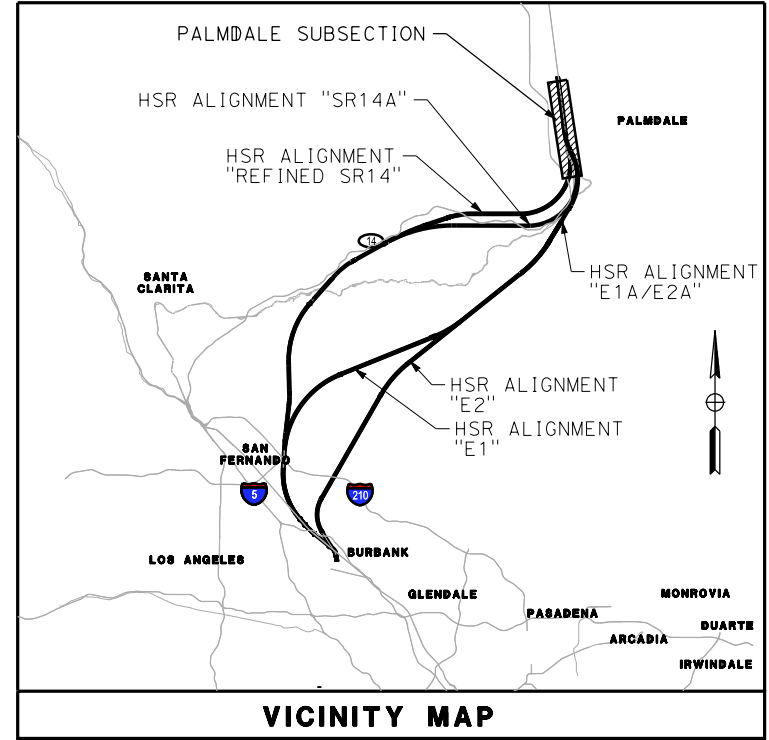 PALMDALE SUBSECTION
HSR ALIGNMENT "SR14A"
PALMDALE
HSR ALIGNMENT
"REFINED SR14"
14
SANTA
CLARITA
HSR ALIGNMENT
"E1A/E2A"
HSR ALIGNMENT
"E2"
HSR ALIGNMENT
"E1"
SAN
FERNANDO
5
210
LOS ANGELES
BURBANK
GLENDALE
MONROVIA
PASADENA
DUARTE
ARCADIA
IRWINDALE
VICINITY MAP